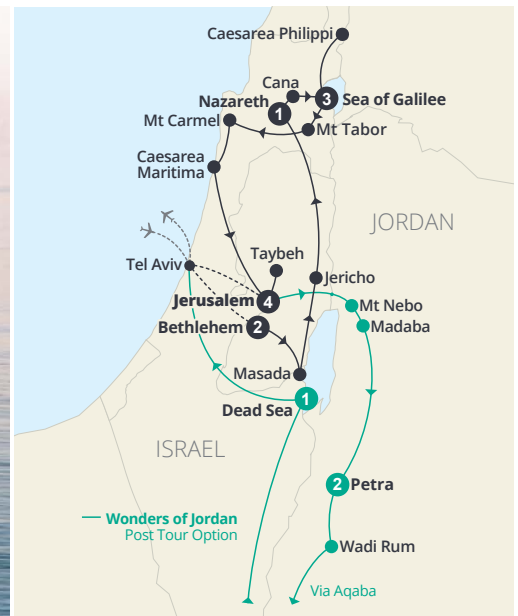 Caesarea Philippi
Cana
Nazareth
1
3
Sea of Galilee
Mt Carmel
Mt Tabor
Caesarea
Maritima
JORDAN
Taybeh
Tel Aviv
Jericho
Jerusalem
4
Mt Nebo
Bethlehem
2
Madaba
Masada
Dead Sea
1
ISRAEL
2
Petra
Wonders of Jordan
Post Tour Option
Wadi Rum
Via Aqaba